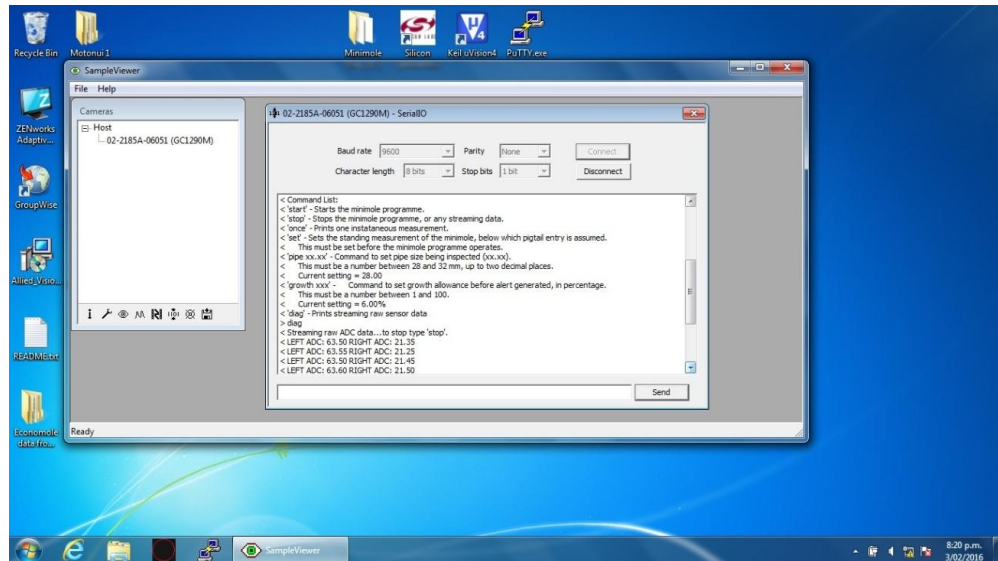 Recycle Bin
Motonui1
Minimole
Silicon
Keil uVision4
PuTTY.exe
SampleViewer
File Help
ZENworks
Adaptiv...
GroupWise
Allied_Visio...
README.txt
Economole
data fro...
Cameras
Host
02-2185A-06051 (GC1290M)
02-2185A-06051 (GC1290M) - SerialIO
Baud rate 9600 Parity None Connect
Character length 8 bits Stop bits 1 bit Disconnect
< Command List:
< 'start' - Starts the minimole programme.
< 'stop' - Stops the minimole programme, or any streaming data.
< 'once' - Prints one instataneous measurement.
< 'set' - Sets the standing measurement of the minimole, below which pigtail entry is assumed.
< This must be set before the minimole programme operates.
< 'pipe xx.xx' - Command to set pipe size being inspected (xx.xx).
< This must be a number between 28 and 32 mm, up to two decimal places.
< Current setting = 28.00
< 'growth xxx' - Command to set growth allowance before alert generated, in percentage.
< This must be a number between 1 and 100.
< Current setting = 6.00%
< 'diag' - Prints streaming raw sensor data
> diag
< Streaming raw ADC data...to stop type 'stop'.
< LEFT ADC: 63.50 RIGHT ADC: 21.35
< LEFT ADC: 63.55 RIGHT ADC: 21.25
< LEFT ADC: 63.50 RIGHT ADC: 21.45
< LEFT ADC: 63.60 RIGHT ADC: 21.50
Send
Ready
SampleViewer
8:20 p.m.
3/02/2016